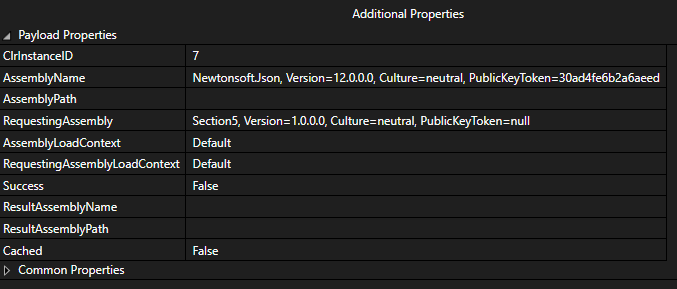 Additional Properties
Payload Properties
ClrInstanceID 7
AssemblyName NewtonsoftJson, Version=12.0.0.0, Culture=neutral, PublicKeyToken=30ad4fe6b2a6aeed
AssemblyPath
RequestingAssembly Section5, Version=1.0.0.0, Culture=neutral, PublicKeyToken=null
AssemblyLoadContext Default
RequestingAssemblyLoadContext Default
Success False
ResultAssemblyName
ResultAssemblyPath
Cached False
Common Properties